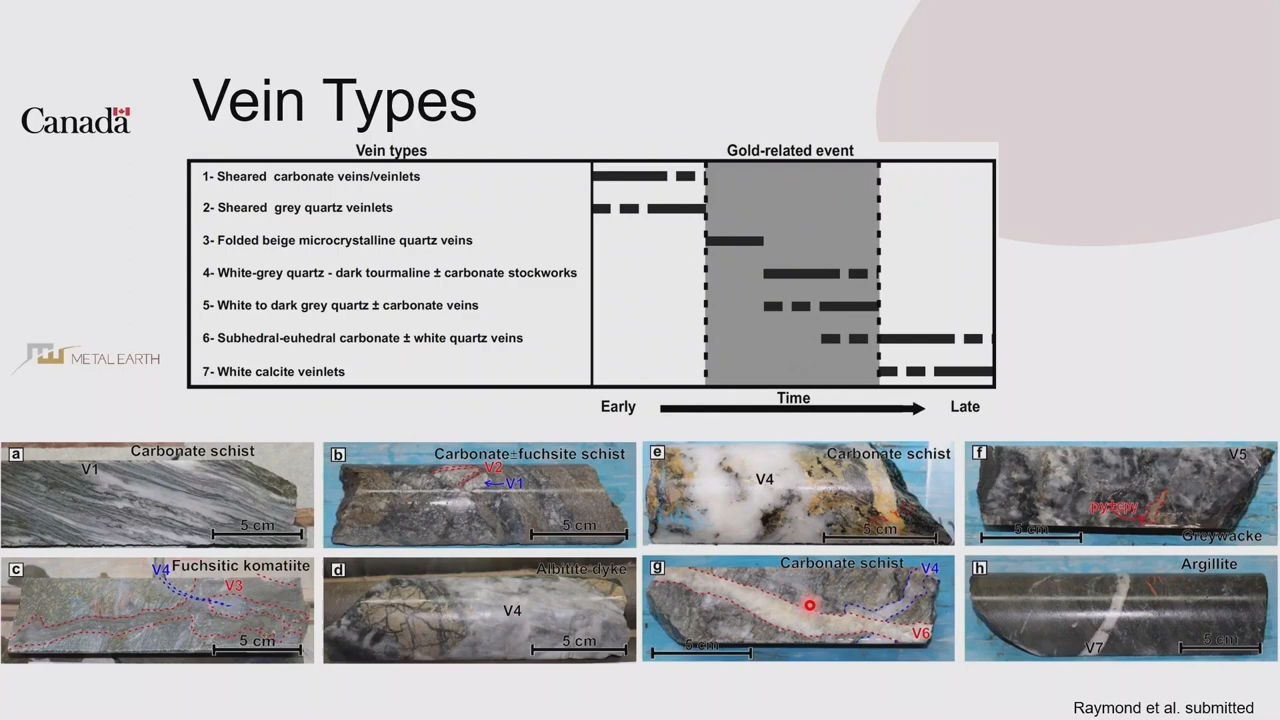 Vein Types
Canada
Vein types
Gold-related event
1- Sheared carbonate veins/veinlets
2- Sheared grey quartz veinlets
3- Folded beige microcrystalline quartz veins
4- White-grey quartz - dark tourmaline ± carbonate stockworks
5- White to dark grey quartz ± carbonate veins
6- Subhedral-euhedral carbonate ± white quartz veins
7- White calcite veinlets
Early
Time
Late
METAL EARTH
a
Carbonate schist
V1
5 cm
b
Carbonate±fuchsite schist
V2
V1
5 cm
e
Carbonate schist
V4
5 cm
f
V5
5 cm
Greywacke
c
V4
Fuchsitic komatiite
V3
5 cm
d
Albitite dyke
V4
5 cm
g
Carbonate schist
V4
V6
5 cm
h
Argillite
V7
5 cm
Raymond et al. submitted